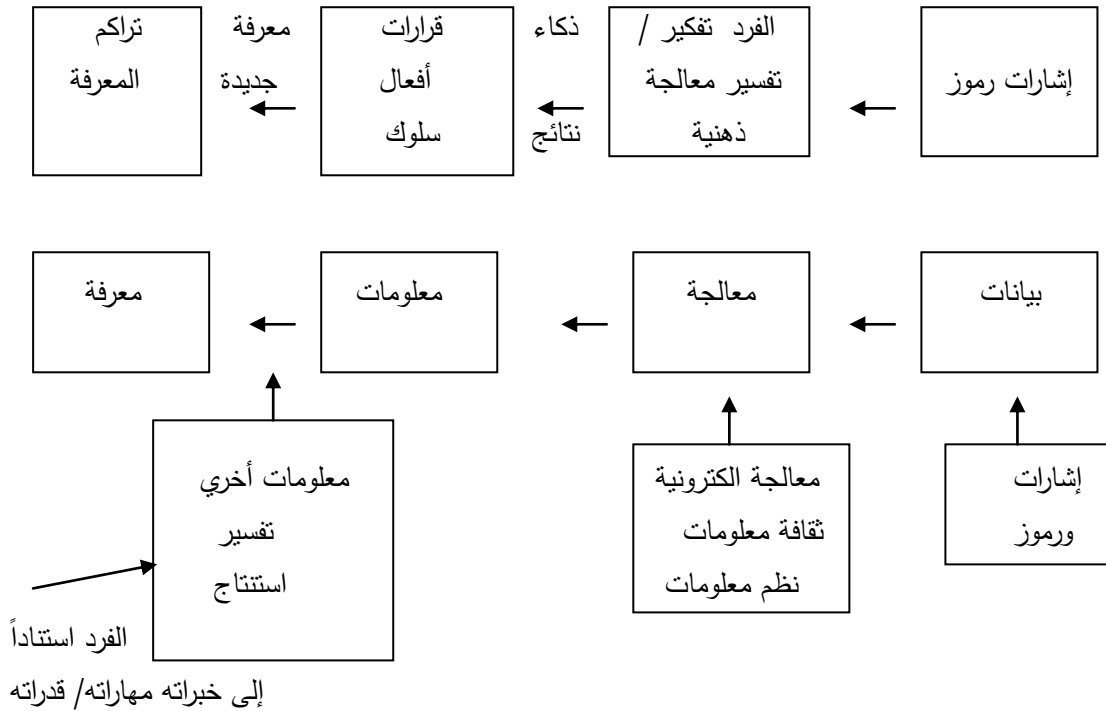 إشارات رموز
الفرد تفكير /
تفسير معالجة
ذهنية
ذكاء
نتائج
قرارات
أفعال
سلوك
معرفة
جديدة
تراكم
المعرفة
بيانات
معالجة
معلومات
معرفة
إشارات
ورموز
معالجة الكترونية
ثقافة معلومات
نظم معلومات
معلومات أخري
تفسير
استنتاج
الفرد استناداً
إلى خبراته مهاراته/ قدراته